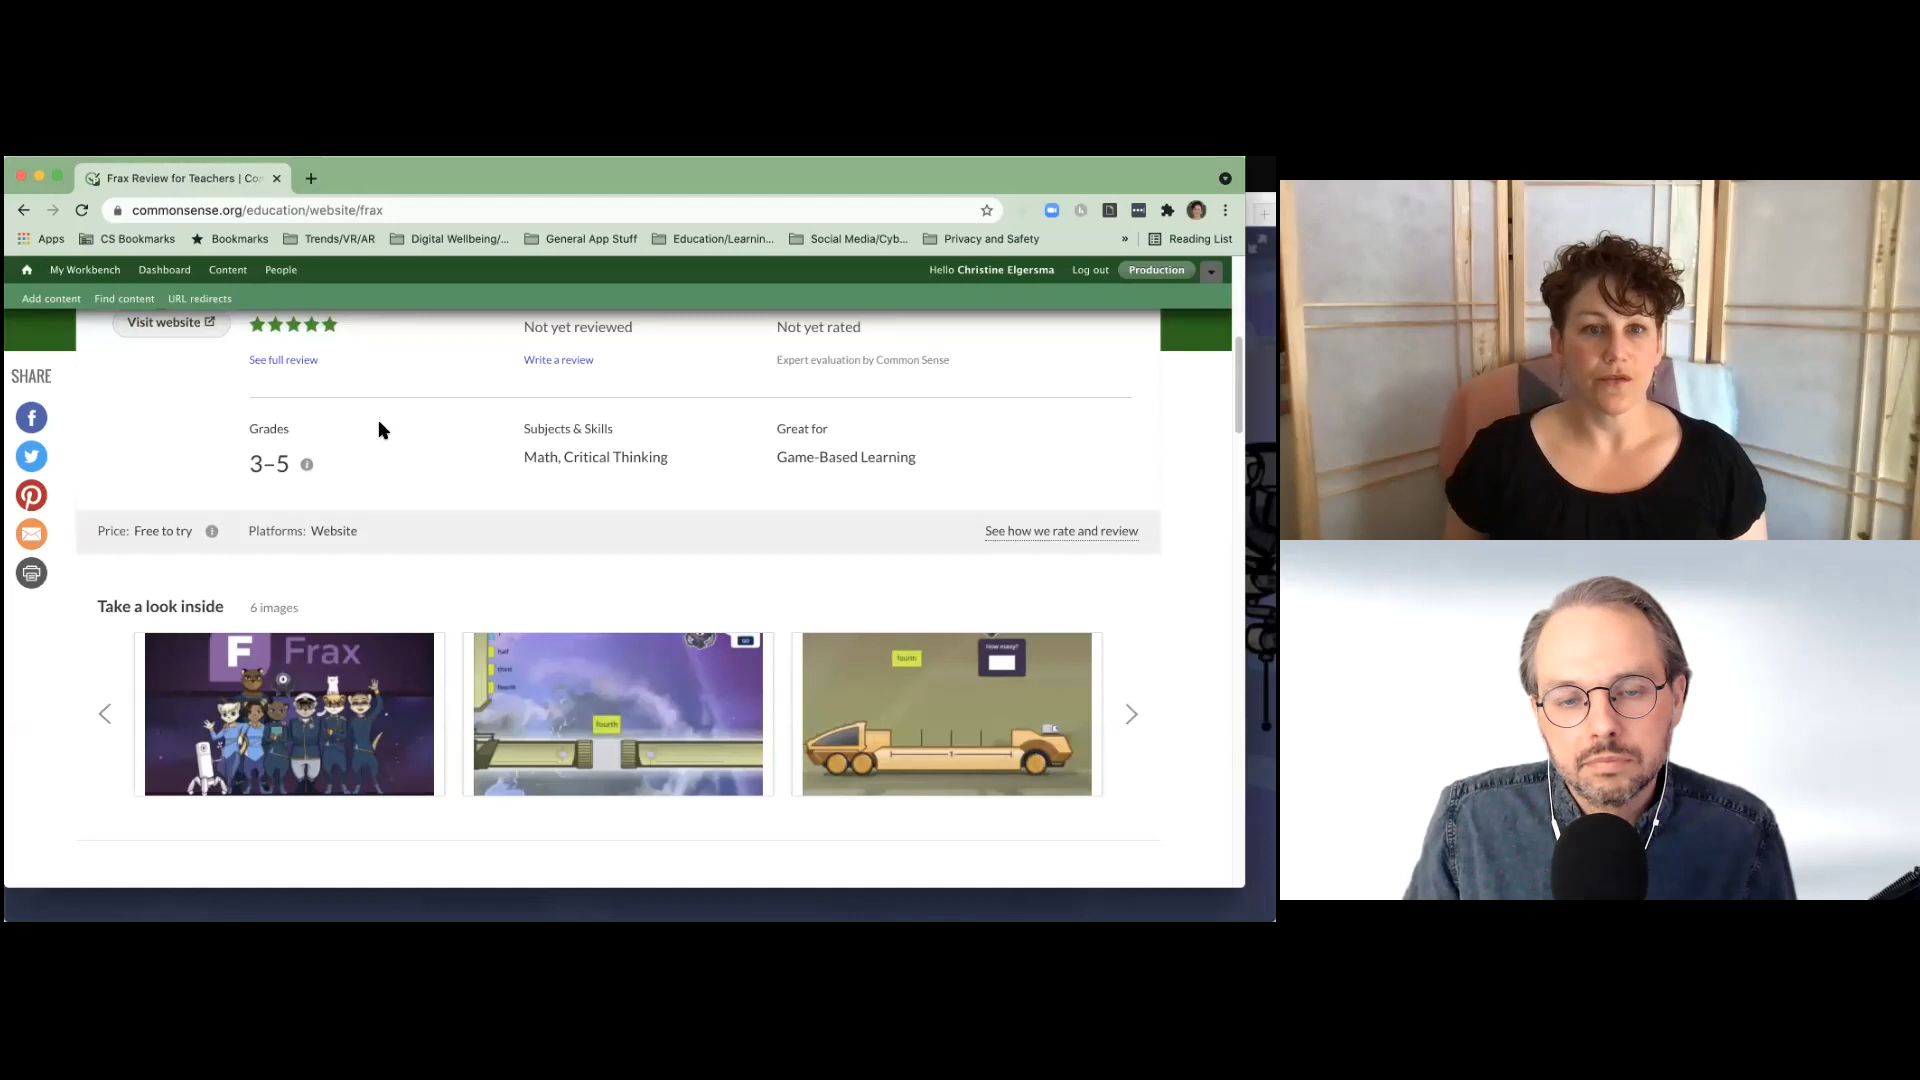 Frax Review for Teachers | Co
commonsense.org/education/website/frax
Apps CS Bookmarks Bookmarks Trends/VR/AR Digital Wellbeing/... General App Stuff Education/Learnin... Social Media/Cyb... Privacy and Safety » Reading List
My Workbench Dashboard Content People Hello Christine Elgersma Log out Production
Add content Find content URL redirects
Visit website Not yet reviewed Not yet rated
See full review Write a review Expert evaluation by Common Sense
SHARE
Grades Subjects & Skills Great for
3–5 Math, Critical Thinking Game-Based Learning
Price: Free to try Platforms: Website See how we rate and review
Take a look inside 6 images
F Frax
half
third
fourth
fourth
fourth
How many?